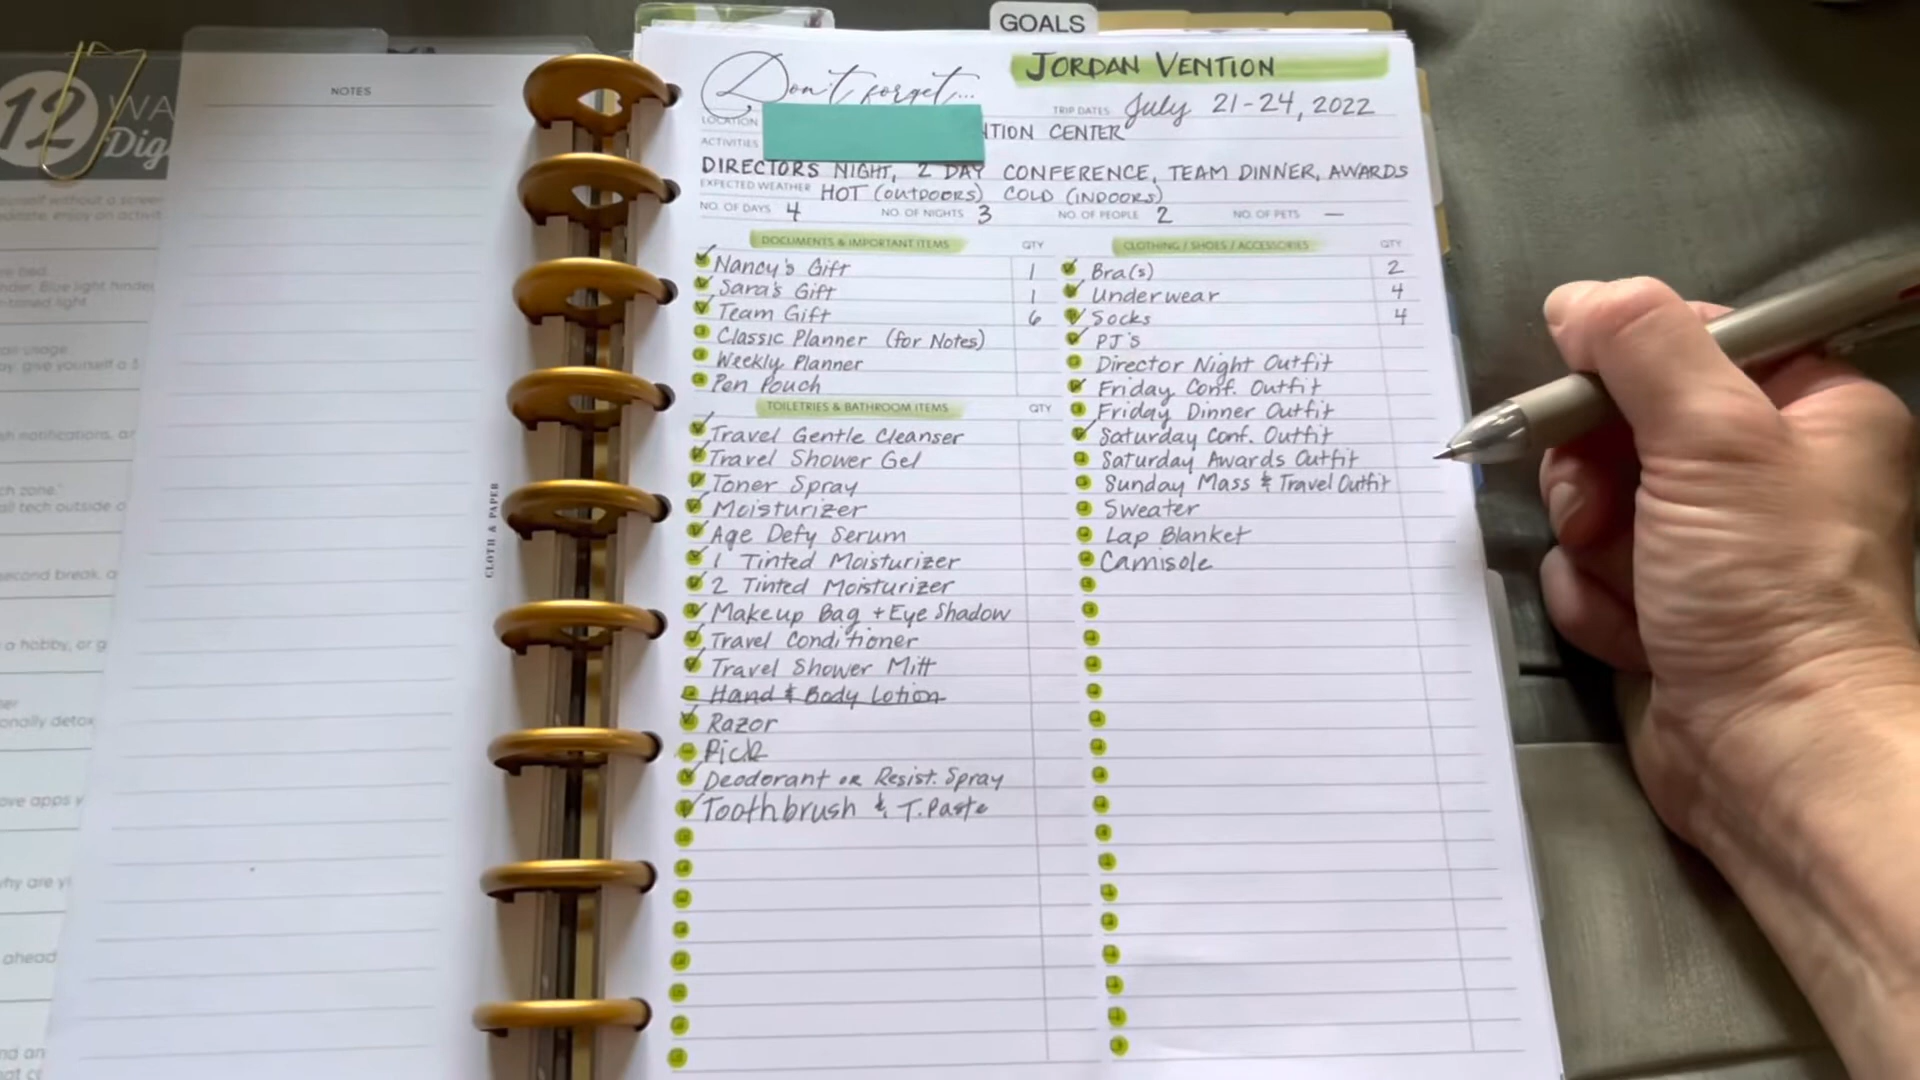 GOALS
12 WA
Dig
NOTES
CLOTH & PAPER
Don't forget...
JORDAN VENTION
TRIP DATES July 21-24, 2022
LOCATION NTION CENTER
ACTIVITIES
DIRECTORS NIGHT, 2 DAY CONFERENCE, TEAM DINNER, AWARDS
EXPECTED WEATHER HOT (OUTDOORS) COLD (INDOORS)
NO. OF DAYS 4 NO. OF NIGHTS 3 NO. OF PEOPLE 2 NO. OF PETS —
DOCUMENTS & IMPORTANT ITEMS QTY
Nancy's Gift 1
Sara's Gift 1
Team Gift 6
Classic Planner (for Notes)
Weekly Planner
Pen Pouch
TOILETRIES & BATHROOM ITEMS QTY
Travel Gentle Cleanser
Travel Shower Gel
Toner Spray
Moisturizer
Age Defy Serum
1 Tinted Moisturizer
2 Tinted Moisturizer
Makeup Bag + Eye Shadow
Travel Conditioner
Travel Shower Mitt
Hand & Body Lotion
Razor
Pick
Deodorant OR Resist. Spray
Toothbrush & T.Paste
CLOTHING / SHOES / ACCESSORIES QTY
Bra(s) 2
Underwear 4
Socks 4
PJ's
Director Night Outfit
Friday Conf. Outfit
Friday Dinner Outfit
Saturday Conf. Outfit
Saturday Awards Outfit
Sunday Mass & Travel Outfit
Sweater
Lap Blanket
Camisole